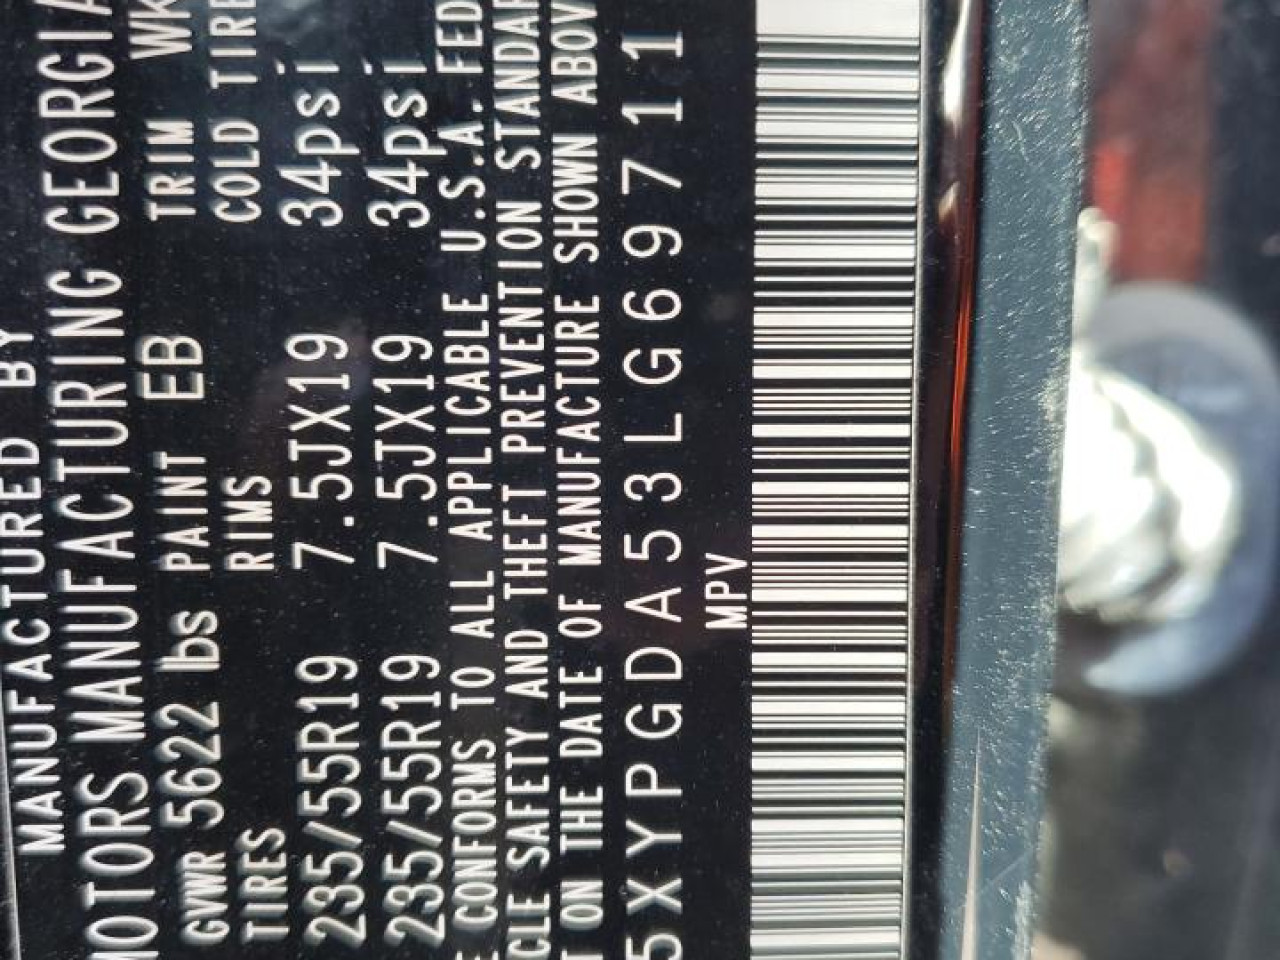 MANUFACTURED BY
MOTORS MANUFACTURING GEORGIA
GVWR 5622 lbs PAINT EB TRIM WK
TIRES RIMS COLD TIRE
235/55R19 7.5JX19 34psi
235/55R19 7.5JX19 34psi
CONFORMS TO ALL APPLICABLE U.S.A. FED
CLE SAFETY AND THEFT PREVENTION STANDAR
T ON THE DATE OF MANUFACTURE SHOWN ABOV
5XYPGDA53LG69711
MPV